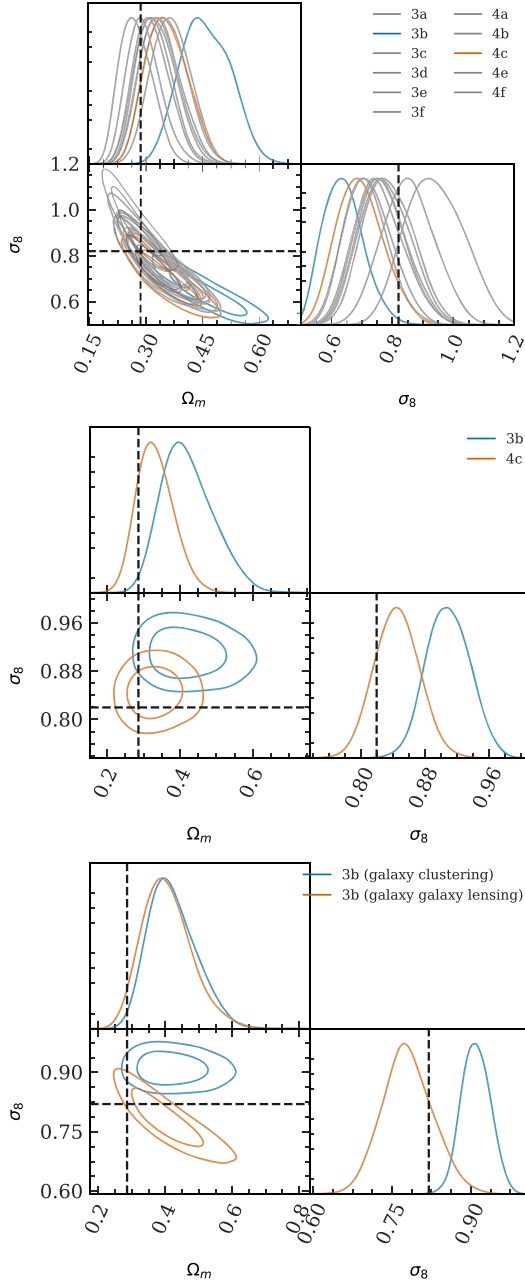 3a
3b
3c
3d
3e
3f
4a
4b
4c
4e
4f
1.2
1.0
0.8
0.6
σ8
0.15
0.30
0.45
0.60
Ωm
0.6
0.8
1.0
1.2
σ8
3b
4c
0.96
0.88
0.80
σ8
0.2
0.4
0.6
Ωm
0.80
0.88
0.96
σ8
3b (galaxy clustering)
3b (galaxy galaxy lensing)
0.90
0.75
0.60
σ8
0.2
0.4
0.6
0.8
Ωm
0.60
0.75
0.90
σ8